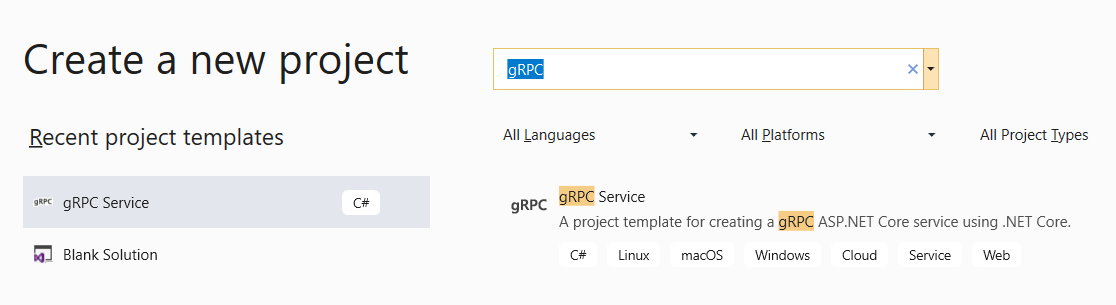 Create a new project
gRPC
Recent project templates
All Languages
All Platforms
All Project Types
gRPC gRPC Service C#
Blank Solution
gRPC gRPC Service
A project template for creating a gRPC ASP.NET Core service using .NET Core.
C# Linux macOS Windows Cloud Service Web